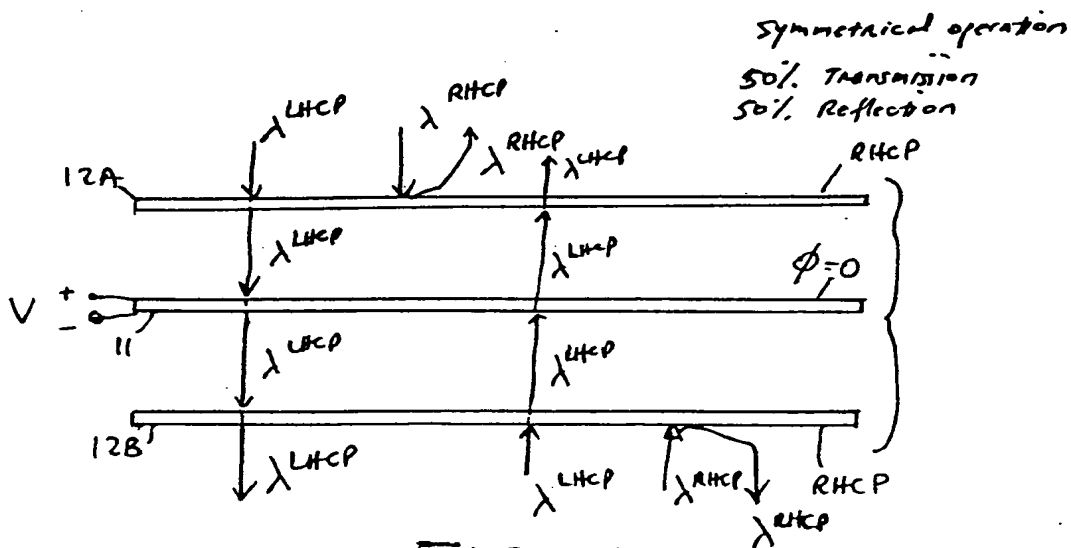 Symmetrical operation
50%. Transmission
50%. Reflection
λ LHCP
λ RHCP
λ RHCP
λ LHCP
RHCP
12A
λ LHCP
λ LHCP
ϕ=0
V + -
11
λ LHCP
λ LHCP
12B
λ LHCP
λ LHCP
λ RHCP
RHCP
λ RHCP